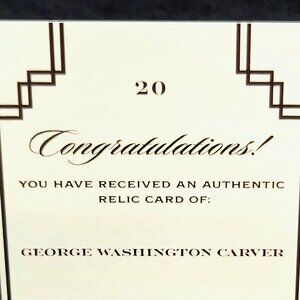 20
Congratulations!
YOU HAVE RECEIVED AN AUTHENTIC
RELIC CARD OF:
GEORGE WASHINGTON CARVER